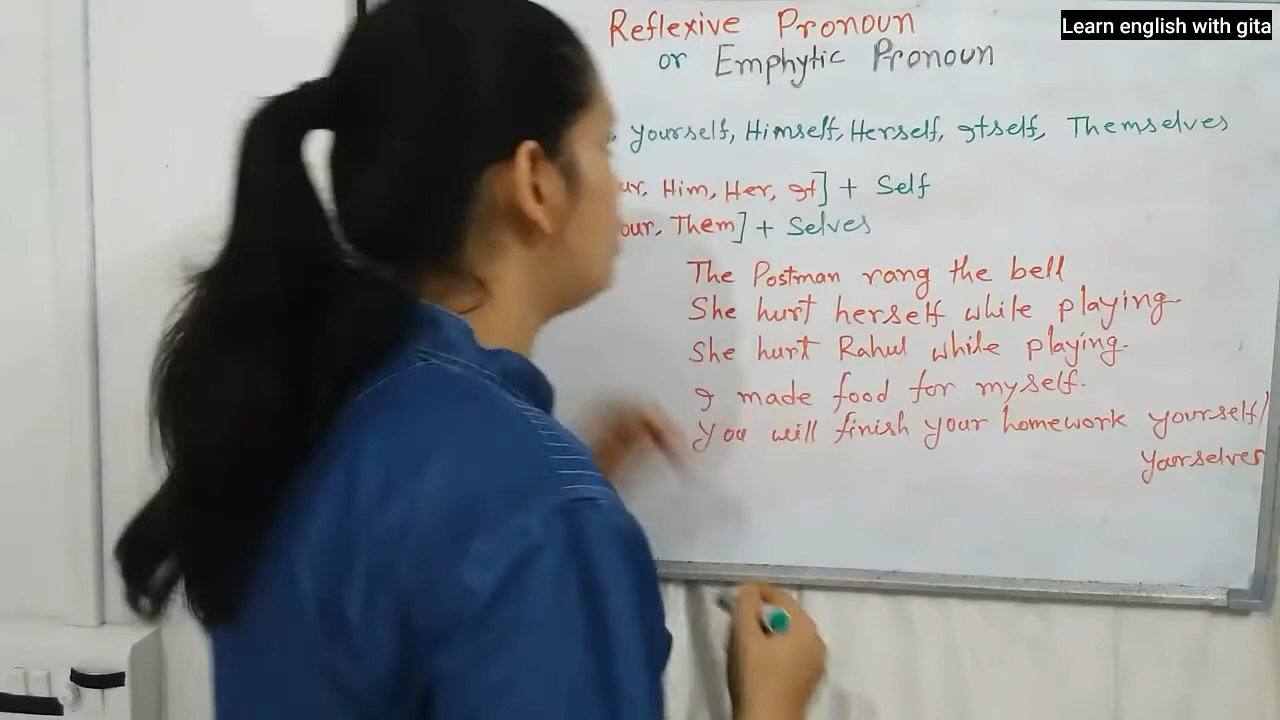 Learn english with gita
Reflexive Pronoun
or Emphytic Pronoun
yourself, Himself, Herself, Itself, Themselves
ur, Him, Her, It] + Self
our, Them] + Selves
The Postman rang the bell
She hurt herself while playing.
She hurt Rahul while playing.
I made food for myself.
You will finish your homework yourself/
Yourselves